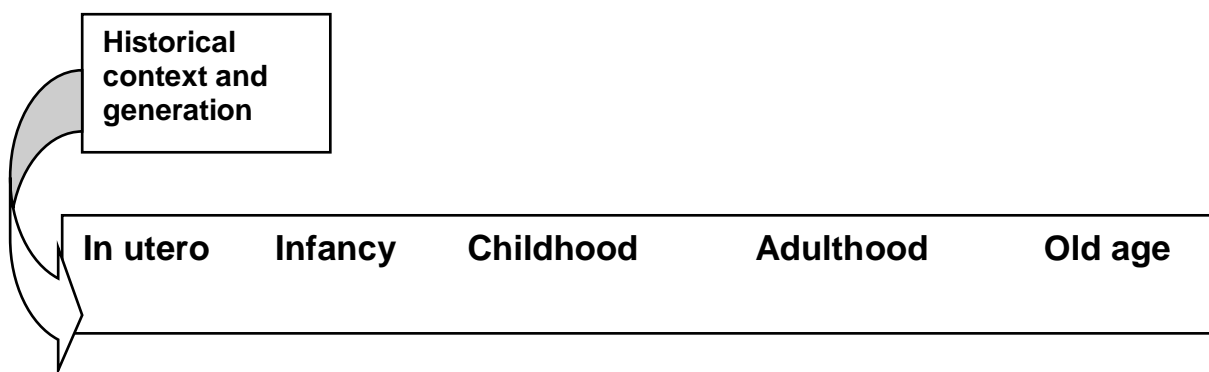 Historical
context and
generation
In utero Infancy Childhood Adulthood Old age